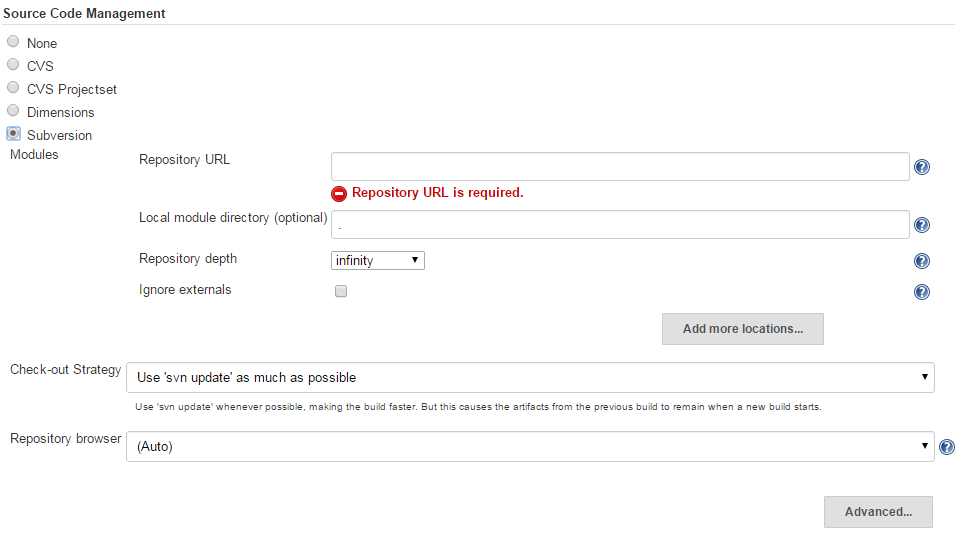 Source Code Management
None
CVS
CVS Projectset
Dimensions
Subversion
Modules
Repository URL
Repository URL is required.
Local module directory (optional)
.
Repository depth
infinity
Ignore externals
Add more locations...
Check-out Strategy
Use 'svn update' as much as possible
Use 'svn update' whenever possible, making the build faster. But this causes the artifacts from the previous build to remain when a new build starts.
Repository browser
(Auto)
Advanced...